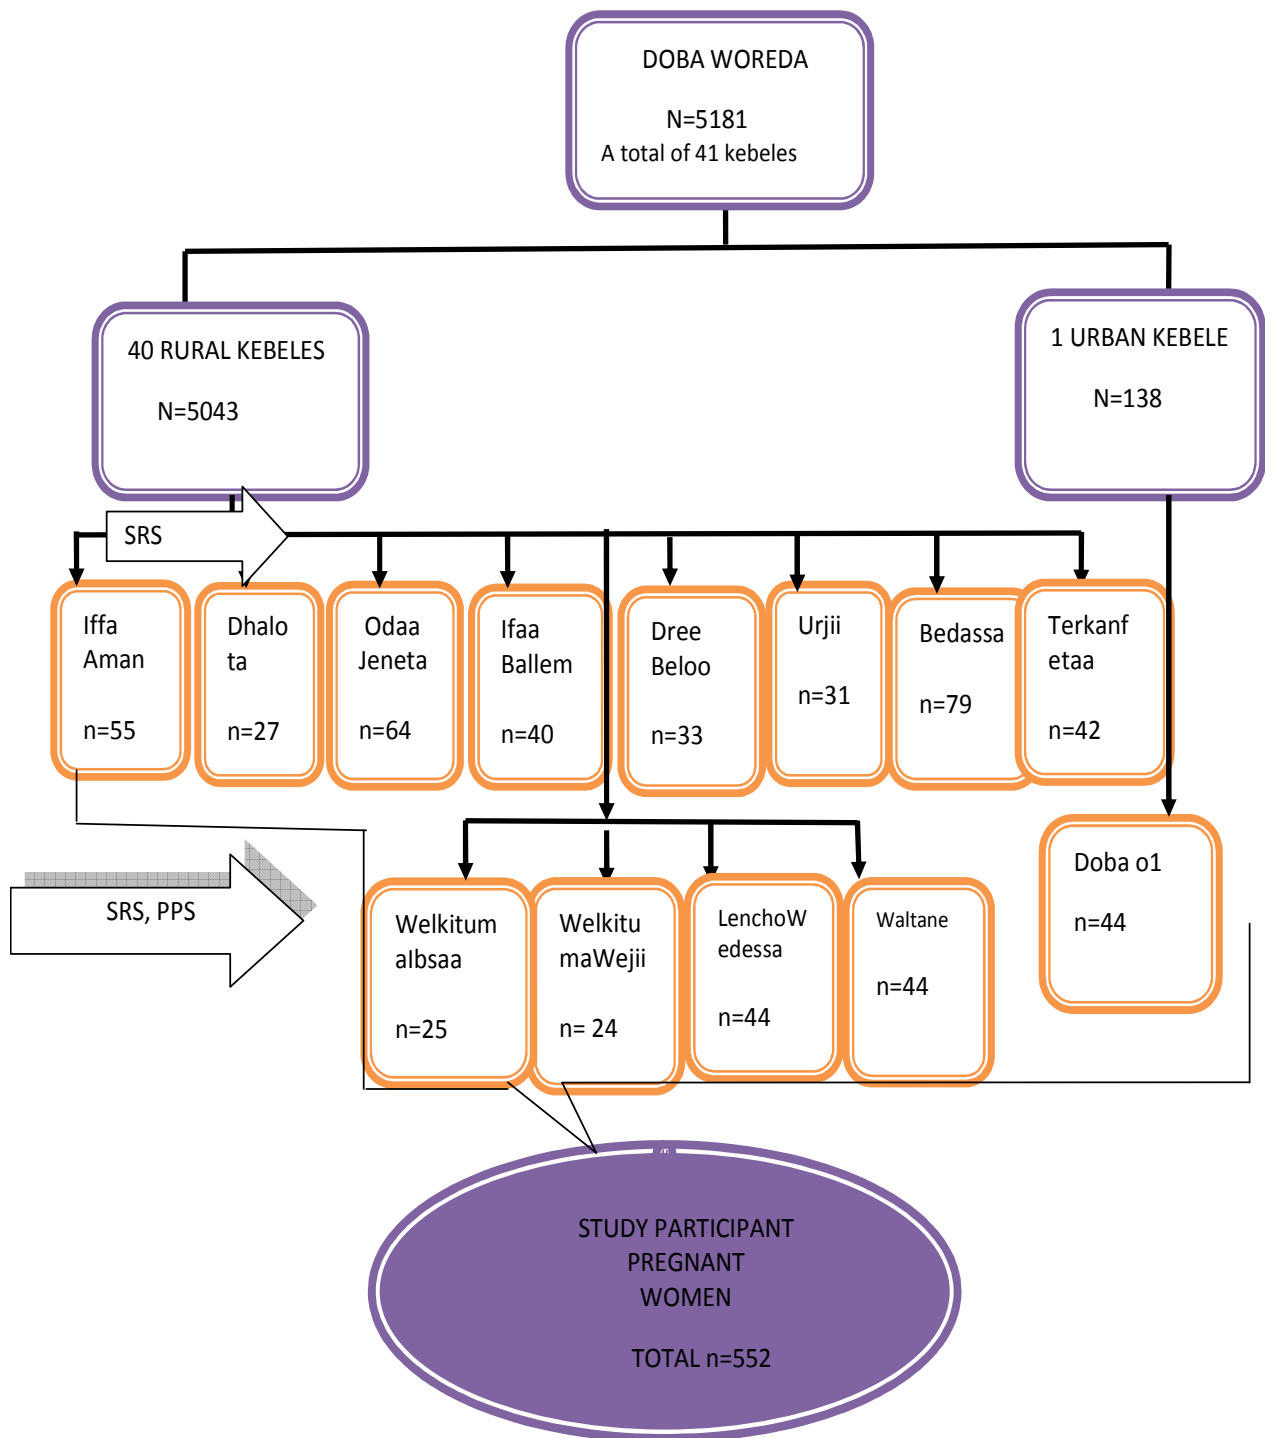 DOBA WOREDA
N=5181
A total of 41 kebeles
40 RURAL KEBELES
N=5043
1 URBAN KEBELE
N=138
SRS
Iffa
Aman
n=55
Dhalo
ta
n=27
Odaa
Jeneta
n=64
Ifaa
Ballem
n=40
Dree
Beloo
n=33
Urjii
n=31
Bedassa
n=79
Terkanf
etaa
n=42
SRS, PPS
Welkitum
aIbsaa
n=25
Welkitu
maWejii
n= 24
LenchoW
edessa
n=44
Waltane
n=44
Doba o1
n=44
STUDY PARTICIPANT
PREGNANT
WOMEN
TOTAL n=552